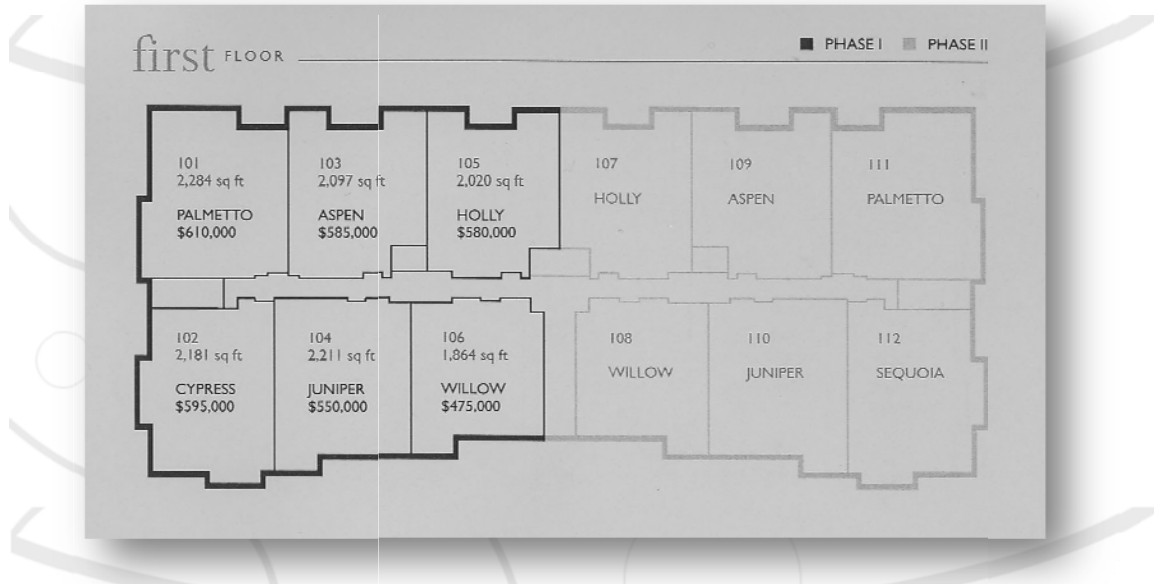 first FLOOR
PHASE I
PHASE II
101
2,284 sq ft
PALMETTO
$610,000
103
2,097 sq ft
ASPEN
$585,000
105
2,020 sq ft
HOLLY
$580,000
107
HOLLY
109
ASPEN
111
PALMETTO
102
2,181 sq ft
CYPRESS
$595,000
104
2,211 sq ft
JUNIPER
$550,000
106
1,864 sq ft
WILLOW
$475,000
108
WILLOW
110
JUNIPER
112
SEQUOIA